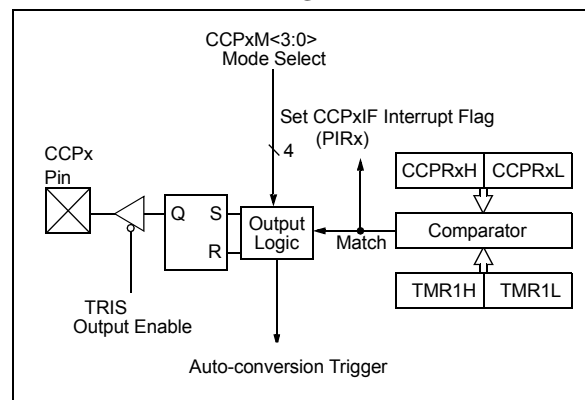 CCPxM<3:0>
Mode Select
Set CCPxIF Interrupt Flag
(PIRx)
4
CCPx
Pin
CCPRxH CCPRxL
Q S
R
Output
Logic
Match
Comparator
TRIS
Output Enable
TMR1H TMR1L
Auto-conversion Trigger